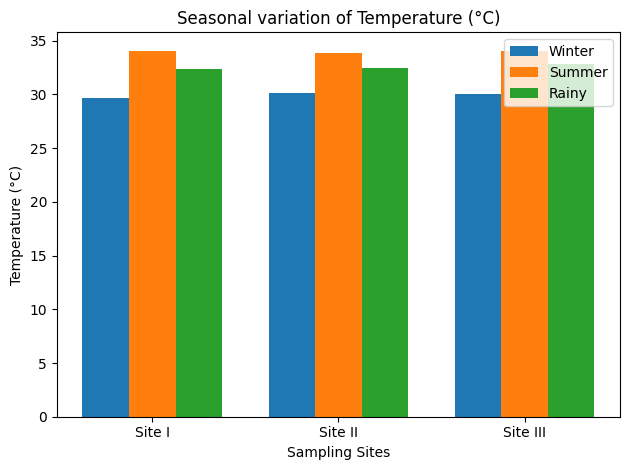 Seasonal variation of Temperature (°C)
Winter
Summer
Rainy
Temperature (°C)
35
30
25
20
15
10
5
0
Site I
Site II
Site III
Sampling Sites